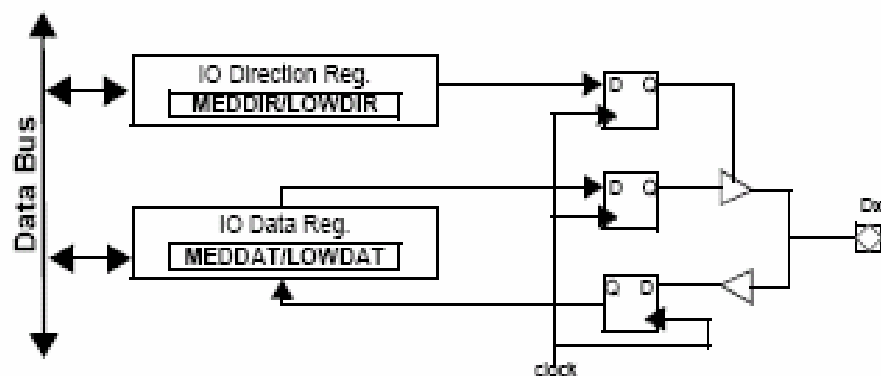 Data Bus
IO Direction Reg.
MEDDIR/LOWDIR
D Q
D Q
IO Data Reg.
MEDDAT/LOWDAT
Q D
Dx
clock